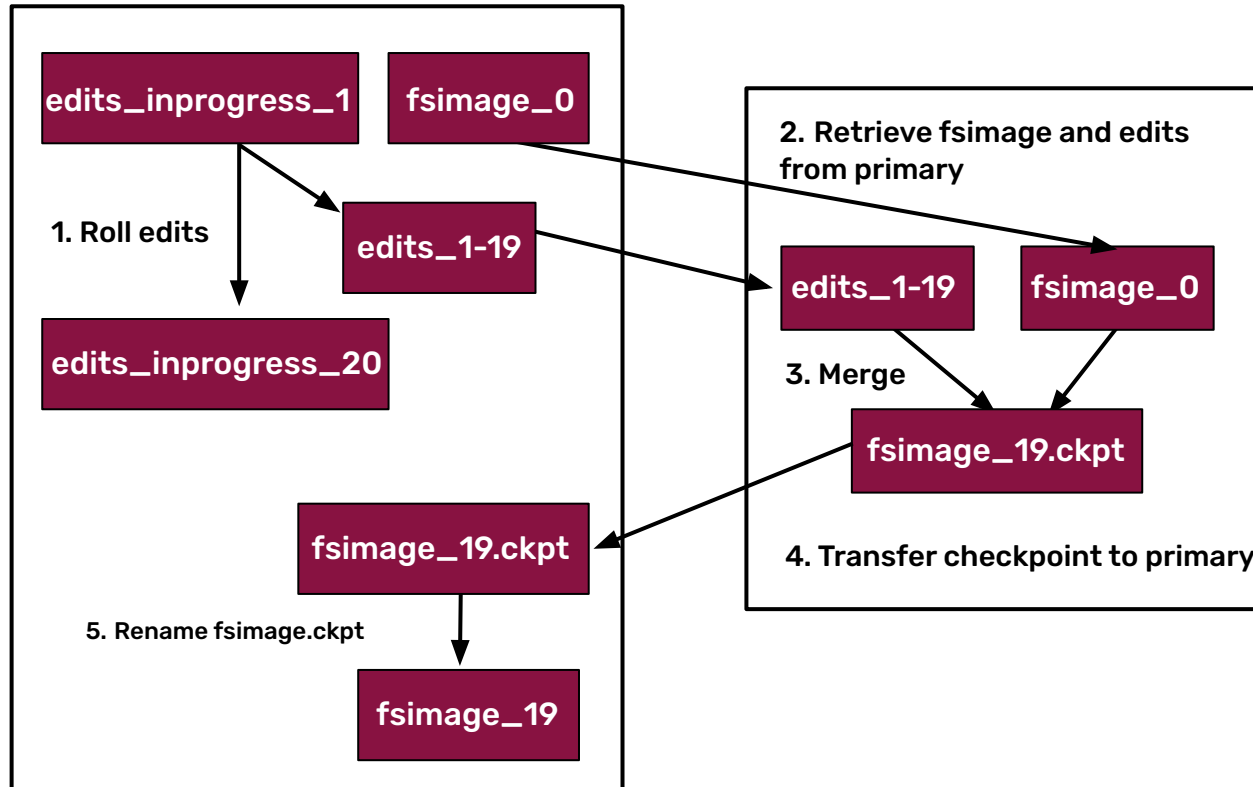 edits_inprogress_1
fsimage_0
1. Roll edits
edits_1-19
edits_inprogress_20
2. Retrieve fsimage and edits
from primary
edits_1-19
fsimage_0
3. Merge
fsimage_19.ckpt
4. Transfer checkpoint to primary
fsimage_19.ckpt
5. Rename fsimage.ckpt
fsimage_19